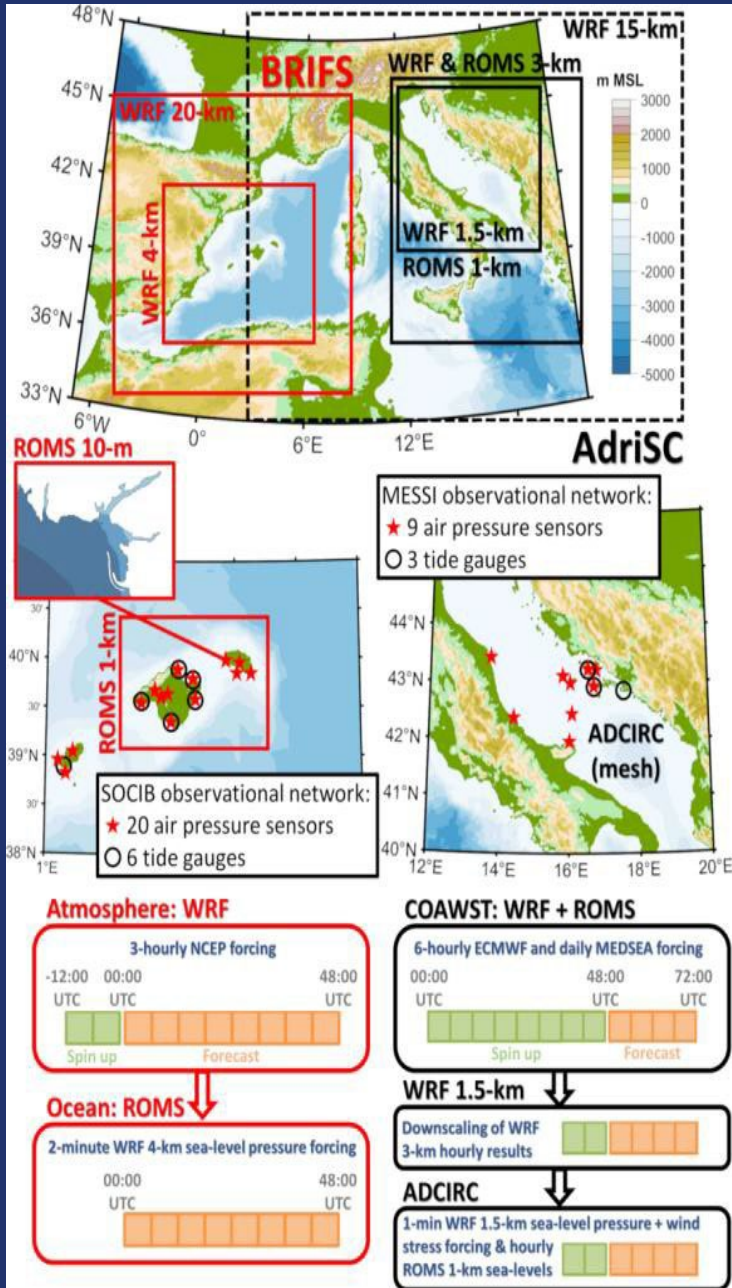 48°N
45°N
42°N
39°N
36°N
33°N
6°W
0°
6°E
12°E
BRIFS
WRF 20-km
WRF 4-km
WRF 15-km
WRF & ROMS 3-km
WRF 1.5-km
ROMS 1-km
m MSL
3000
2000
1000
0
-1000
-2000
-3000
-4000
-5000
AdriSC
ROMS 10-m
30'
40°N
30'
39°N
30'
38°N
1°E
ROMS 1-km
SOCIB observational network:
20 air pressure sensors
6 tide gauges
MESSI observational network:
9 air pressure sensors
3 tide gauges
44°N
43°N
42°N
41°N
40°N
12°E
14°E
16°E
18°E
20°E
ADCIRC
(mesh)
Atmosphere: WRF
3-hourly NCEP forcing
-12:00 00:00 48:00
UTC UTC UTC
Spin up Forecast
Ocean: ROMS
2-minute WRF 4-km sea-level pressure forcing
00:00 48:00
UTC UTC
COAWST: WRF + ROMS
6-hourly ECMWF and daily MEDSEA forcing
00:00 48:00 72:00
UTC UTC UTC
Spin up Forecast
WRF 1.5-km
Downscaling of WRF
3-km hourly results
ADCIRC
1-min WRF 1.5-km sea-level pressure + wind
stress forcing & hourly
ROMS 1-km sea-levels